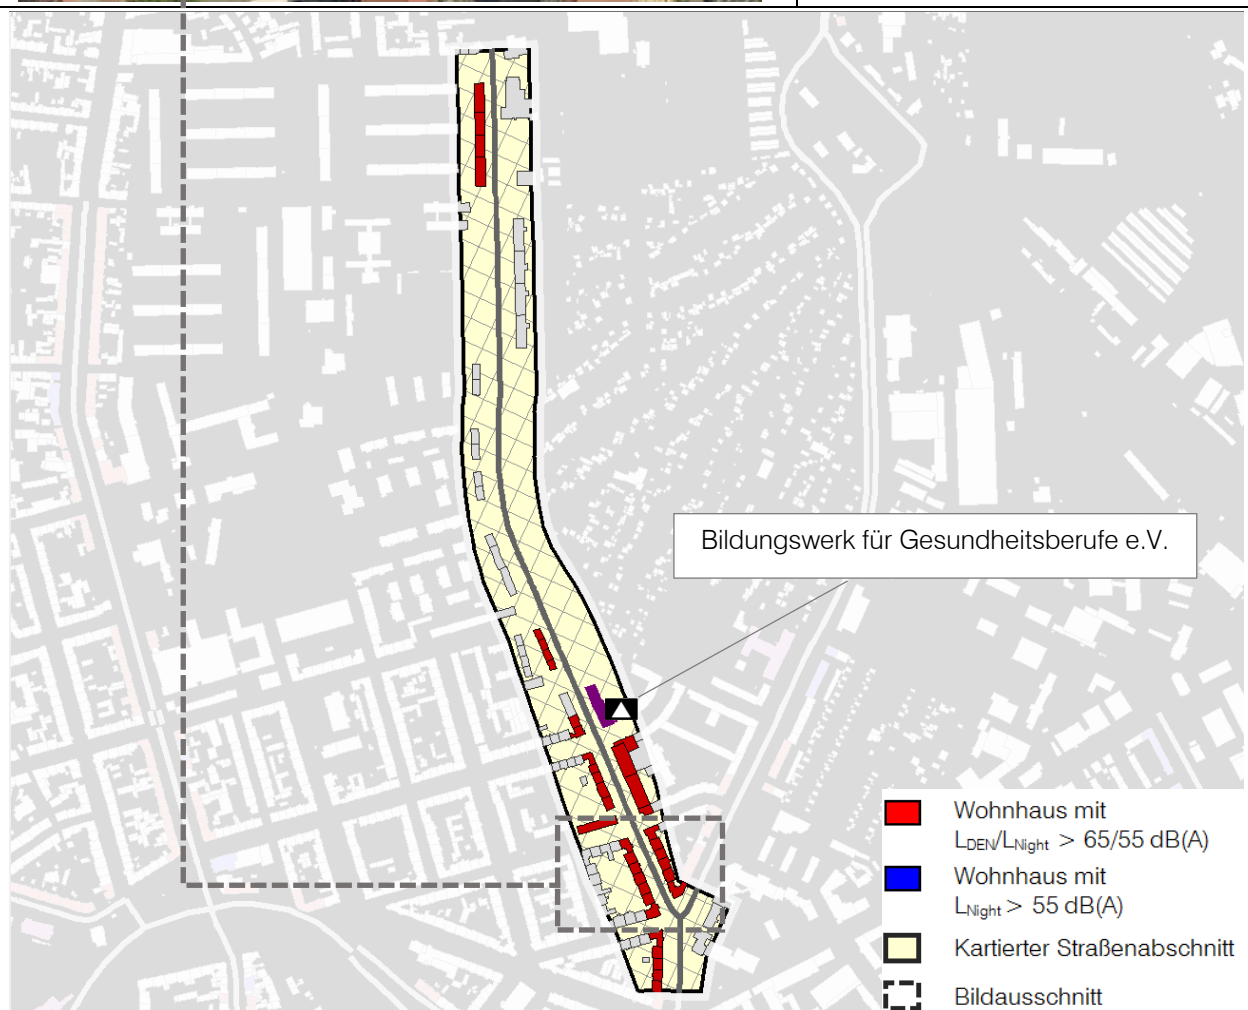 Bildungswerk für Gesundheitsberufe e.V.
Wohnhaus mit
LDEN/LNight > 65/55 dB(A)
Wohnhaus mit
LNight > 55 dB(A)
Kartierter Straßenabschnitt
Bildausschnitt